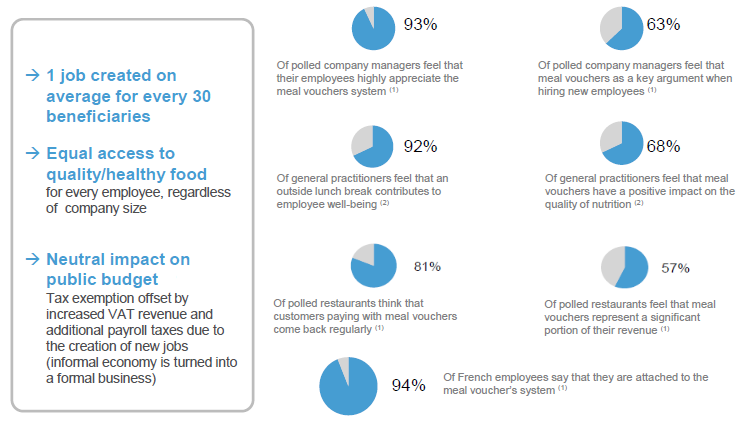 → 1 job created on
average for every 30
beneficiaries
→ Equal access to
quality/healthy food
for every employee, regardless
of company size
→ Neutral impact on
public budget
Tax exemption offset by
increased VAT revenue and
additional payroll taxes due to
the creation of new jobs
(informal economy is turned into
a formal business)
93%
Of polled company managers feel that
their employees highly appreciate the
meal vouchers system (1)
63%
Of polled company managers feel that
meal vouchers as a key argument when
hiring new employees (1)
92%
Of general practitioners feel that an
outside lunch break contributes to
employee well-being (2)
68%
Of general practitioners feel that meal
vouchers have a positive impact on the
quality of nutrition (2)
81%
Of polled restaurants think that
customers paying with meal vouchers
come back regularly (1)
57%
Of polled restaurants feel that meal
vouchers represent a significant
portion of their revenue (1)
94%
Of French employees say that they are attached to the
meal voucher's system (1)